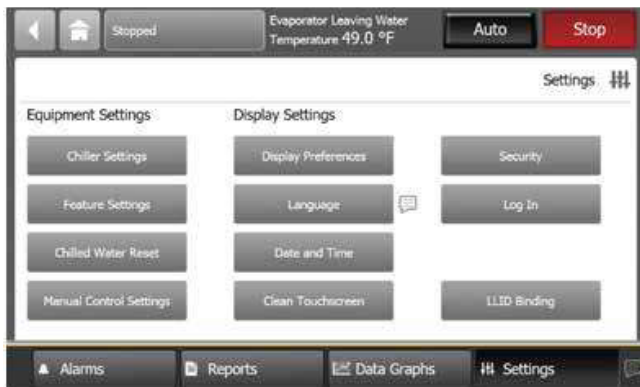 Stopped
Evaporator Leaving Water
Temperature 49.0 °F
Auto
Stop
Settings
Equipment Settings
Display Settings
Chiller Settings
Display Preferences
Security
Feature Settings
Language
Log In
Chilled Water Reset
Date and Time
Manual Control Settings
Clean Touchscreen
LLID Binding
Alarms
Reports
Data Graphs
Settings